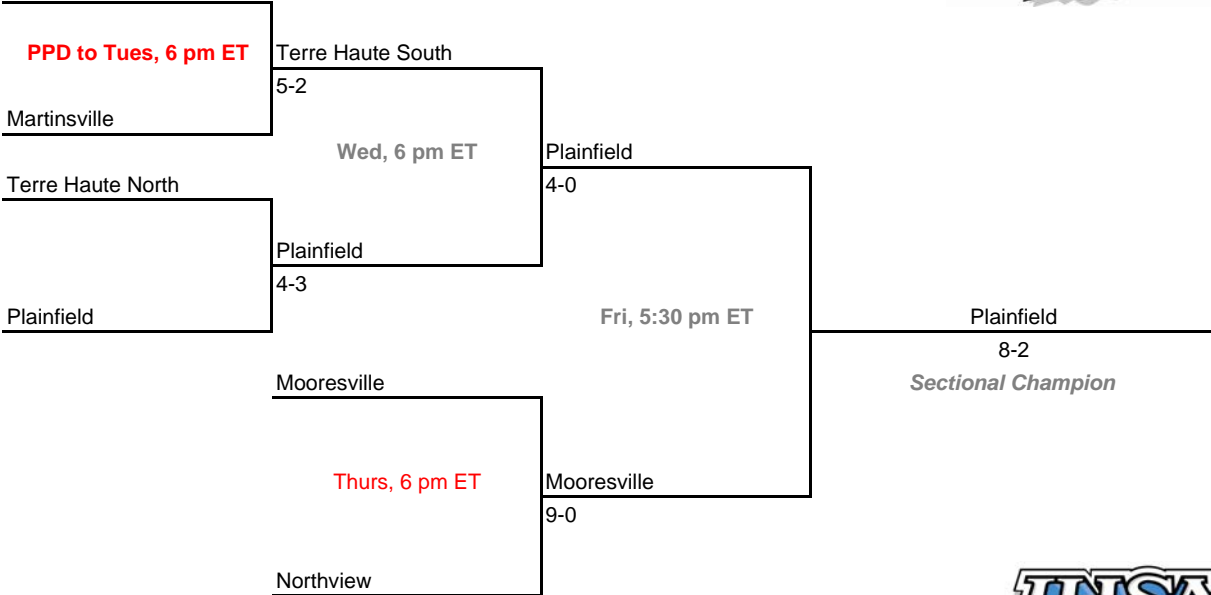 PPD to Tues, 6 pm ET
Terre Haute South
5-2
Martinsville
Wed, 6 pm ET
Plainfield
Terre Haute North
4-0
Plainfield
4-3
Plainfield
Fri, 5:30 pm ET
Plainfield
8-2
Mooresville
Sectional Champion
Thurs, 6 pm ET
Mooresville
9-0
Northview